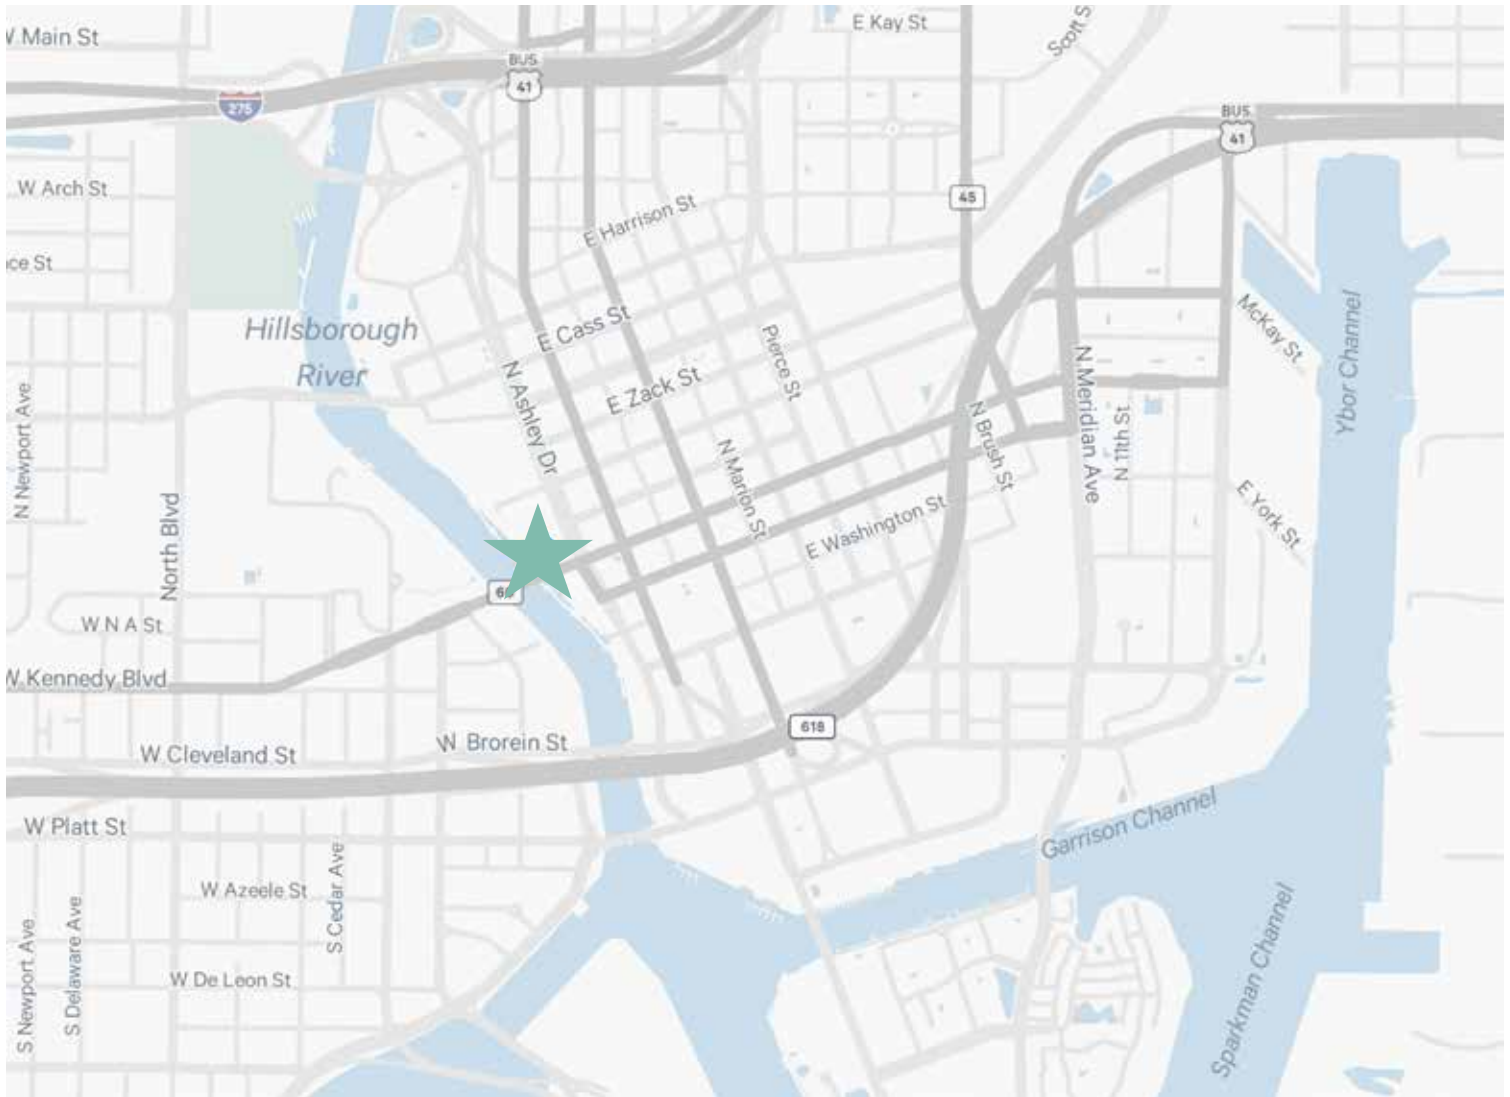 W Main St
E Kay St
Scott S
BUS
41
275
BUS
41
W Arch St
45
E Harrison St
ce St
McKay St
Hillsborough
River
E Cass St
Pierce St
Ybor Channel
N Ashley Dr
E Zack St
N Meridian Ave
N Newport Ave
N Brush St
N 11th St
N Marion St
North Blvd
E Washington St
E York St
6
W N A St
W Kennedy Blvd
618
W Brorein St
W Cleveland St
Garrison Channel
W Platt St
S Cedar Ave
W Azeele St
S Newport Ave
S Delaware Ave
W De Leon St
Sparkman Channel